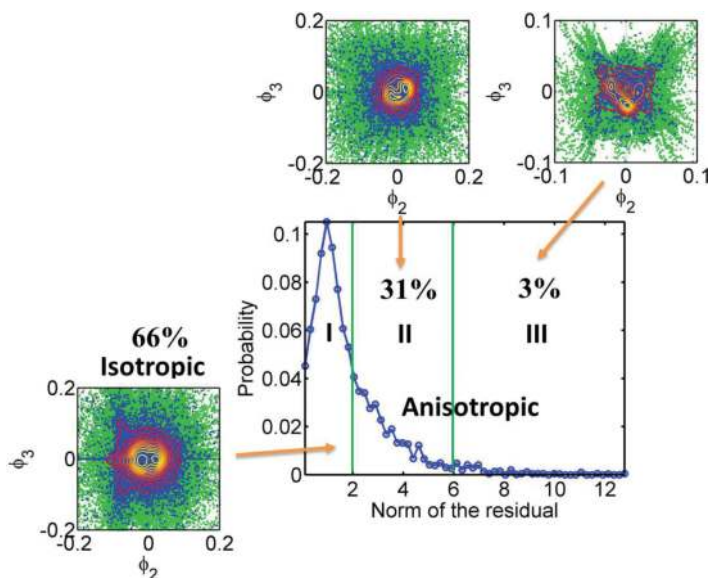 0.2
ϕ3
0
-0.2
-0.2
0
0.2
ϕ2
0.1
ϕ3
0
-0.1
-0.1
0
0.1
ϕ2
66%
Isotropic
0.2
ϕ3
0
-0.2
-0.2
0
0.2
ϕ2
Probability
0.1
0.08
0.06
0.04
0.02
0
31%
3%
I
II
III
Anisotropic
2
4
6
8
10
12
Norm of the residual